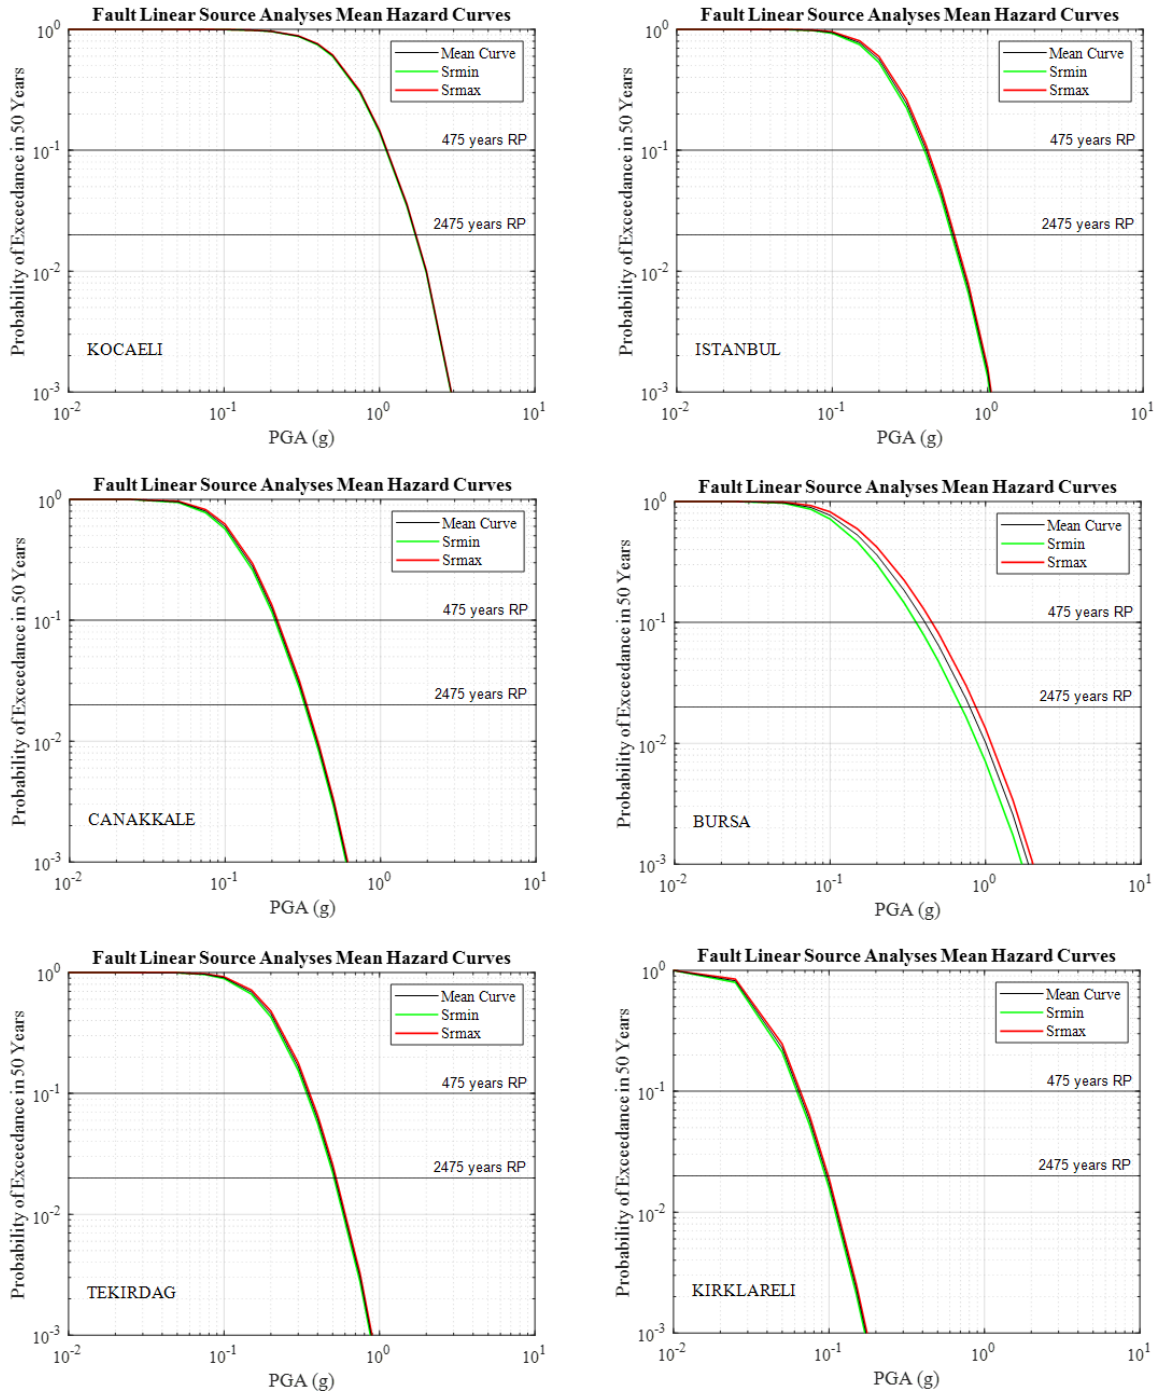 Fault Linear Source Analyses Mean Hazard Curves
Probability of Exceedance in 50 Years
10^0
10^-1
10^-2
10^-3
Mean Curve
Srmin
Srmax
475 years RP
2475 years RP
KOCAELI
10^-2 10^-1 10^0 10^1
PGA (g)
Fault Linear Source Analyses Mean Hazard Curves
Probability of Exceedance in 50 Years
10^0
10^-1
10^-2
10^-3
Mean Curve
Srmin
Srmax
475 years RP
2475 years RP
ISTANBUL
10^-2 10^-1 10^0 10^1
PGA (g)
Fault Linear Source Analyses Mean Hazard Curves
Probability of Exceedance in 50 Years
10^0
10^-1
10^-2
10^-3
Mean Curve
Srmin
Srmax
475 years RP
2475 years RP
CANAKKALE
10^-2 10^-1 10^0 10^1
PGA (g)
Fault Linear Source Analyses Mean Hazard Curves
Probability of Exceedance in 50 Years
10^0
10^-1
10^-2
10^-3
Mean Curve
Srmin
Srmax
475 years RP
2475 years RP
BURSA
10^-2 10^-1 10^0 10^1
PGA (g)
Fault Linear Source Analyses Mean Hazard Curves
Probability of Exceedance in 50 Years
10^0
10^-1
10^-2
10^-3
Mean Curve
Srmin
Srmax
475 years RP
2475 years RP
TEKIRDAG
10^-2 10^-1 10^0 10^1
PGA (g)
Fault Linear Source Analyses Mean Hazard Curves
Probability of Exceedance in 50 Years
10^0
10^-1
10^-2
10^-3
Mean Curve
Srmin
Srmax
475 years RP
2475 years RP
KIRKLARELI
10^-2 10^-1 10^0 10^1
PGA (g)